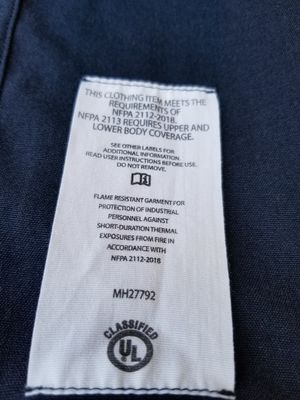 THIS CLOTHING ITEM MEETS THE
REQUIREMENTS OF
NFPA 2112-2018.
NFPA 2113 REQUIRES UPPER AND
LOWER BODY COVERAGE.
SEE OTHER LABELS FOR
ADDITIONAL INFORMATION.
READ USER INSTRUCTIONS BEFORE USE.
DO NOT REMOVE.
FLAME RESISTANT GARMENT FOR
PROTECTION OF INDUSTRIAL
PERSONNEL AGAINST
SHORT-DURATION THERMAL
EXPOSURES FROM FIRE IN
ACCORDANCE WITH
NFPA 2112-2018
MH27792
CLASSIFIED
UL